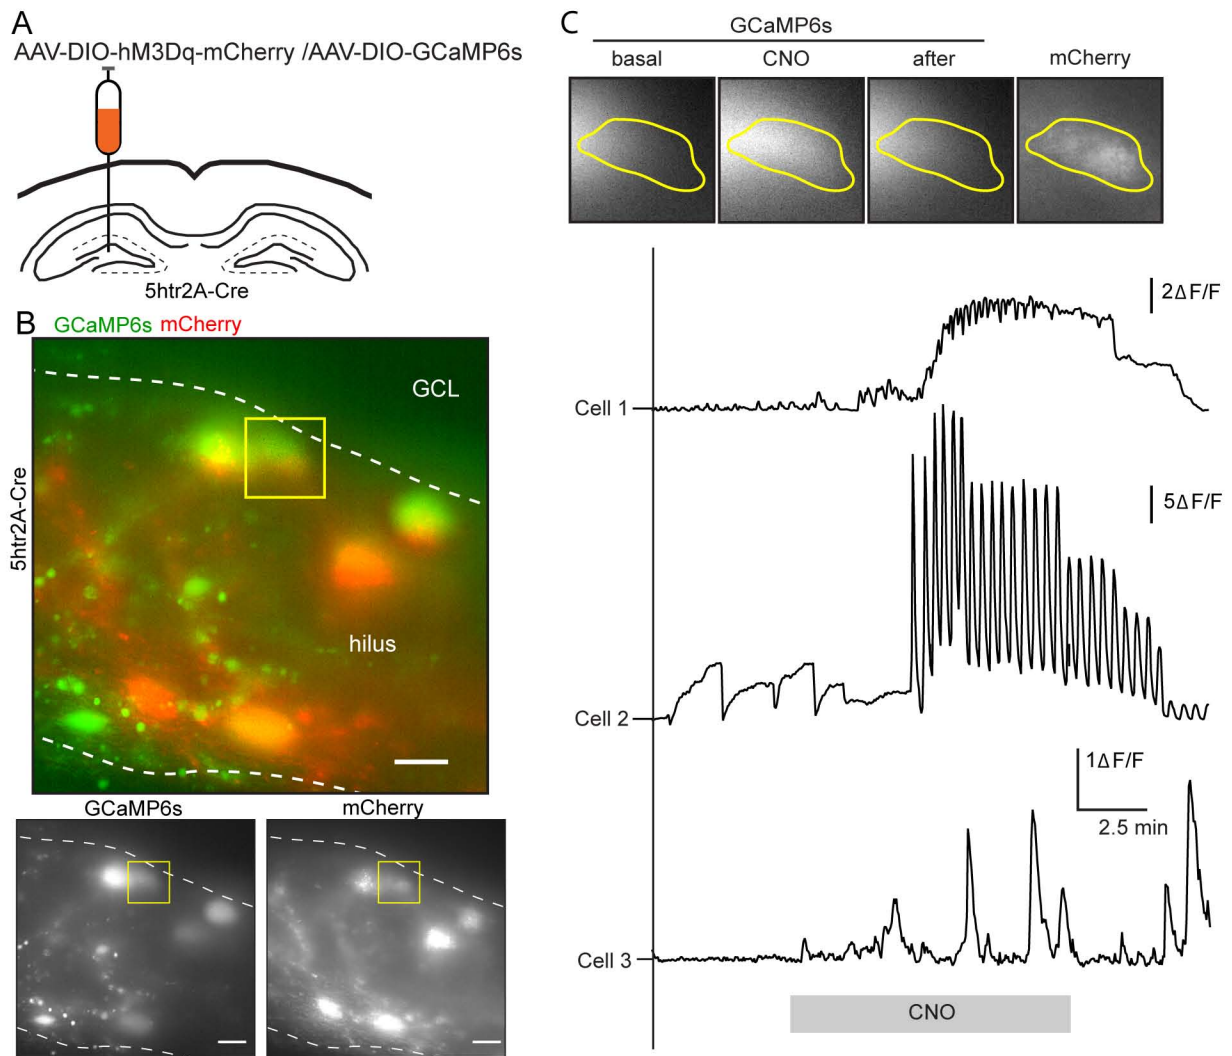 A
AAV-DIO-hM3Dq-mCherry /AAV-DIO-GCaMP6s
5htr2A-Cre
B
GCaMP6s mCherry
5htr2A-Cre
GCL
hilus
GCaMP6s
mCherry
C
GCaMP6s
basal
CNO
after
mCherry
2ΔF/F
Cell 1
5ΔF/F
Cell 2
1ΔF/F
2.5 min
Cell 3
CNO